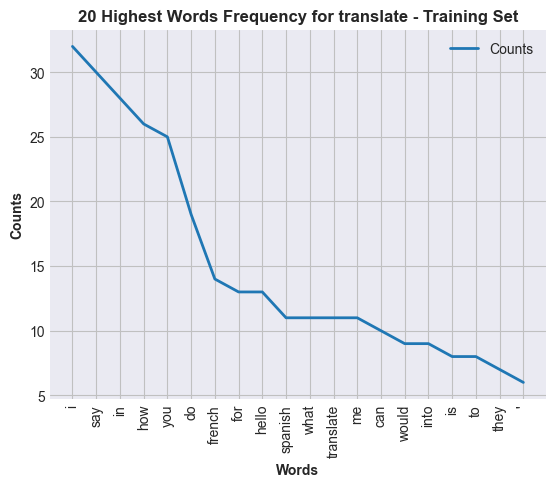 20 Highest Words Frequency for translate - Training Set
Counts
Counts
30
25
20
15
10
5
i
say
in
how
you
do
french
for
hello
spanish
what
translate
me
can
would
into
is
to
they
'
Words